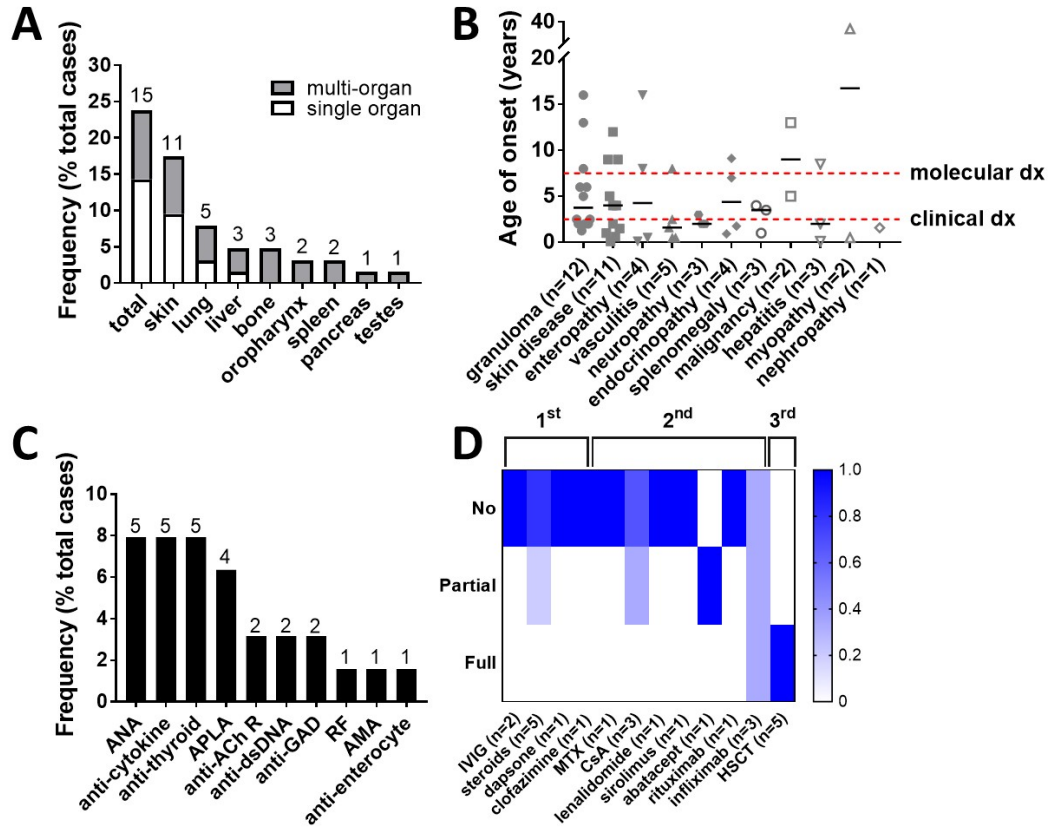 A
Frequency (% total cases)
30
25
20
15
10
5
0
15
11
5
3
3
2
2
1
1
multi-organ
single organ
total
skin
lung
liver
bone
oropharynx
spleen
pancreas
testes
B
Age of onset (years)
40
20
15
10
5
0
molecular dx
clinical dx
granuloma (n=12)
skin disease (n=11)
enteropathy (n=4)
vasculitis (n=5)
neuropathy (n=3)
endocrinopathy (n=4)
splenomegaly (n=3)
malignancy (n=2)
hepatitis (n=3)
myopathy (n=2)
nephropathy (n=1)
C
Frequency (% total cases)
10
8
6
4
2
0
5
5
5
4
2
2
2
1
1
1
ANA
anti-cytokine
anti-thyroid
APLA
anti-ACh R
anti-dsDNA
anti-GAD
RF
AMA
anti-enterocyte
D
1st
2nd
3rd
No
Partial
Full
1.0
0.8
0.6
0.4
0.2
0
IVIG (n=2)
steroids (n=5)
dapsone (n=1)
clofazimine (n=1)
MTX (n=1)
CsA (n=3)
lenalidomide (n=1)
sirolimus (n=1)
abatacept (n=1)
rituximab (n=1)
infliximab (n=3)
HSCT (n=5)